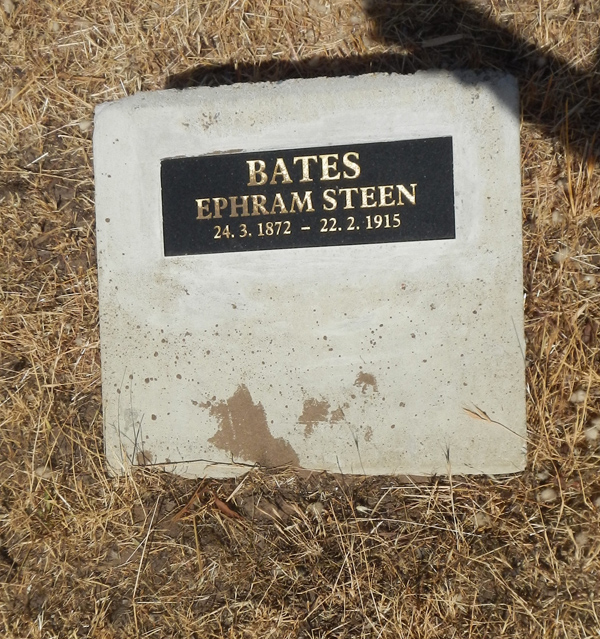 BATES
EPHRAM STEEN
24. 3. 1872 – 22. 2. 1915